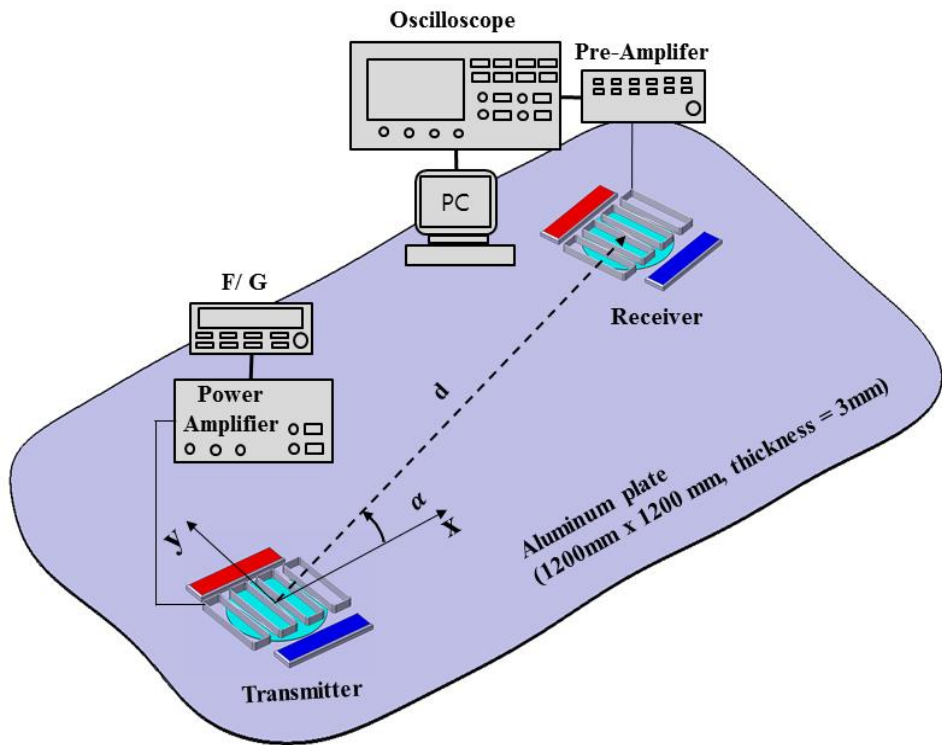 Oscilloscope
Pre-Amplifer
PC
F/ G
Receiver
Power
Amplifier
d
α
x
y
Aluminum plate
(1200mm x 1200 mm, thickness = 3mm)
Transmitter